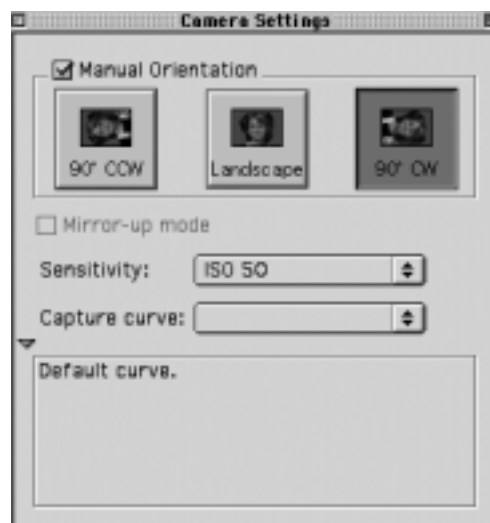 Camera Settings
Manual Orientation
90° CCW
Landscape
90° CW
Mirror-up mode
Sensitivity: ISO 50
Capture curve:
Default curve.